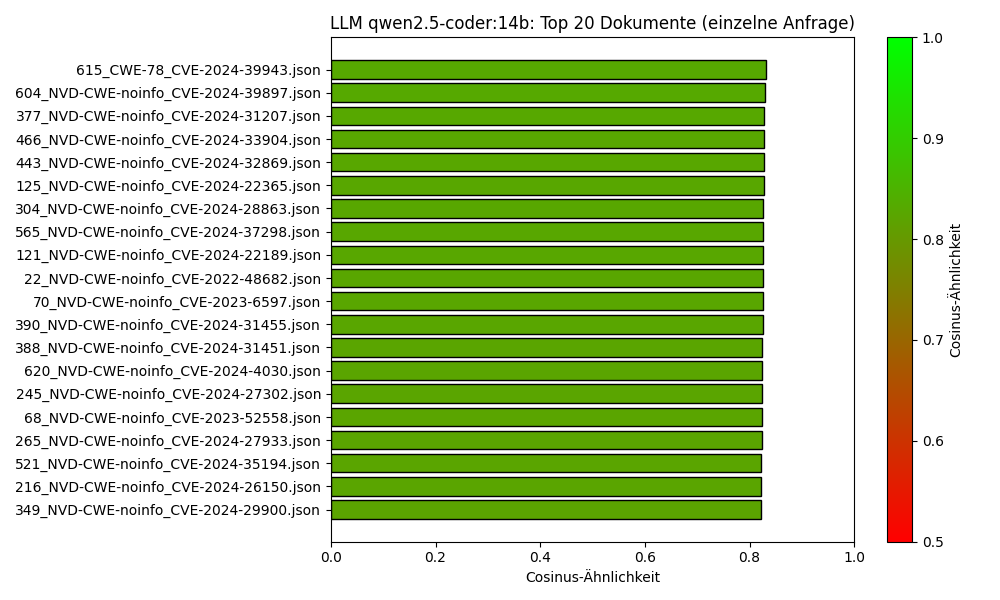 LLM qwen2.5-coder:14b: Top 20 Dokumente (einzelne Anfrage)
615_CWE-78_CVE-2024-39943.json
604_NVD-CWE-noinfo_CVE-2024-39897.json
377_NVD-CWE-noinfo_CVE-2024-31207.json
466_NVD-CWE-noinfo_CVE-2024-33904.json
443_NVD-CWE-noinfo_CVE-2024-32869.json
125_NVD-CWE-noinfo_CVE-2024-22365.json
304_NVD-CWE-noinfo_CVE-2024-28863.json
565_NVD-CWE-noinfo_CVE-2024-37298.json
121_NVD-CWE-noinfo_CVE-2024-22189.json
22_NVD-CWE-noinfo_CVE-2022-48682.json
70_NVD-CWE-noinfo_CVE-2023-6597.json
390_NVD-CWE-noinfo_CVE-2024-31455.json
388_NVD-CWE-noinfo_CVE-2024-31451.json
620_NVD-CWE-noinfo_CVE-2024-4030.json
245_NVD-CWE-noinfo_CVE-2024-27302.json
68_NVD-CWE-noinfo_CVE-2023-52558.json
265_NVD-CWE-noinfo_CVE-2024-27933.json
521_NVD-CWE-noinfo_CVE-2024-35194.json
216_NVD-CWE-noinfo_CVE-2024-26150.json
349_NVD-CWE-noinfo_CVE-2024-29900.json
0.0 0.2 0.4 0.6 0.8 1.0
Cosinus-Ähnlichkeit
1.0
0.9
0.8
0.7
0.6
0.5
Cosinus-Ähnlichkeit